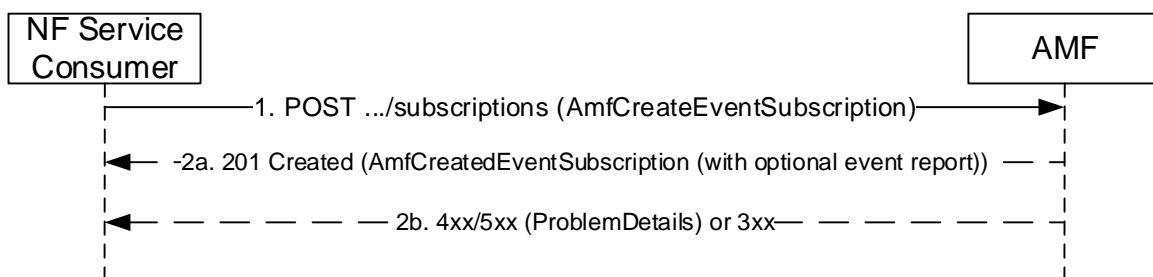 NF Service
Consumer
AMF
1. POST .../subscriptions (AmfCreateEventSubscription)
-2a. 201 Created (AmfCreatedEventSubscription (with optional event report))
2b. 4xx/5xx (ProblemDetails) or 3xx